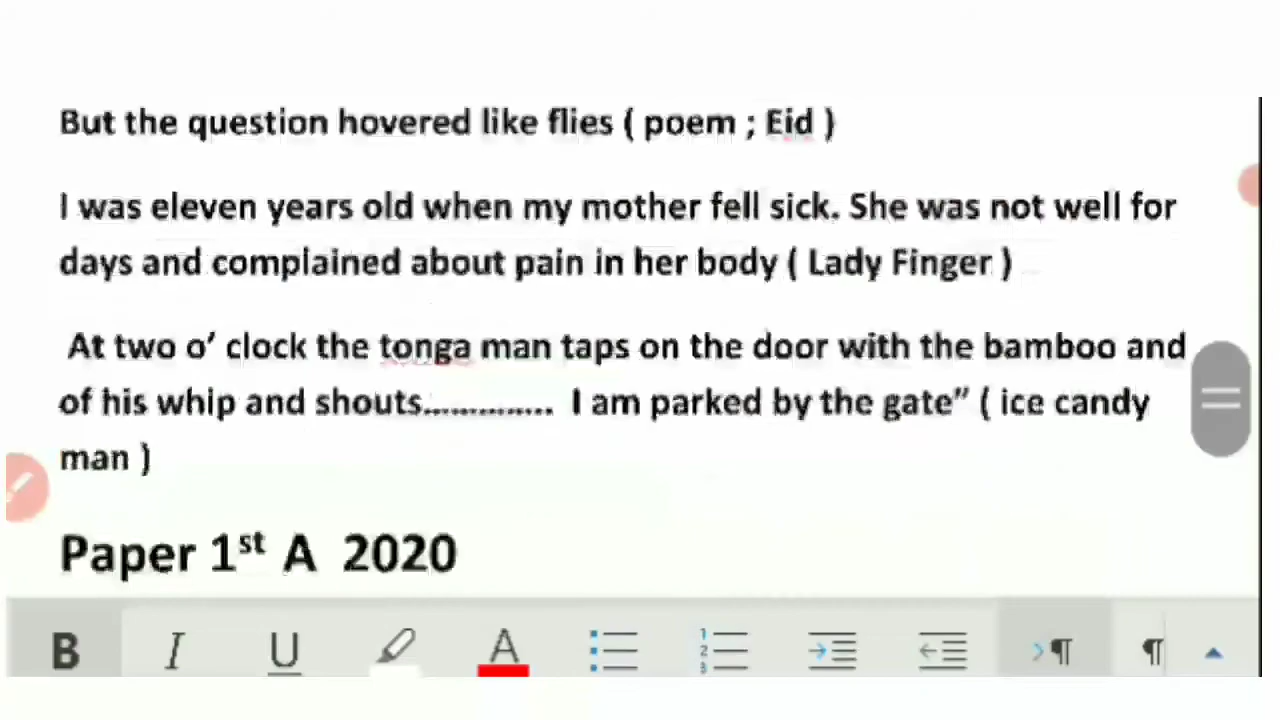 But the question hovered like flies ( poem ; Eid )
I was eleven years old when my mother fell sick. She was not well for
days and complained about pain in her body ( Lady Finger )
At two o’ clock the tonga man taps on the door with the bamboo and
of his whip and shouts.............. I am parked by the gate” ( ice candy
man )
Paper 1st A 2020
B I U A